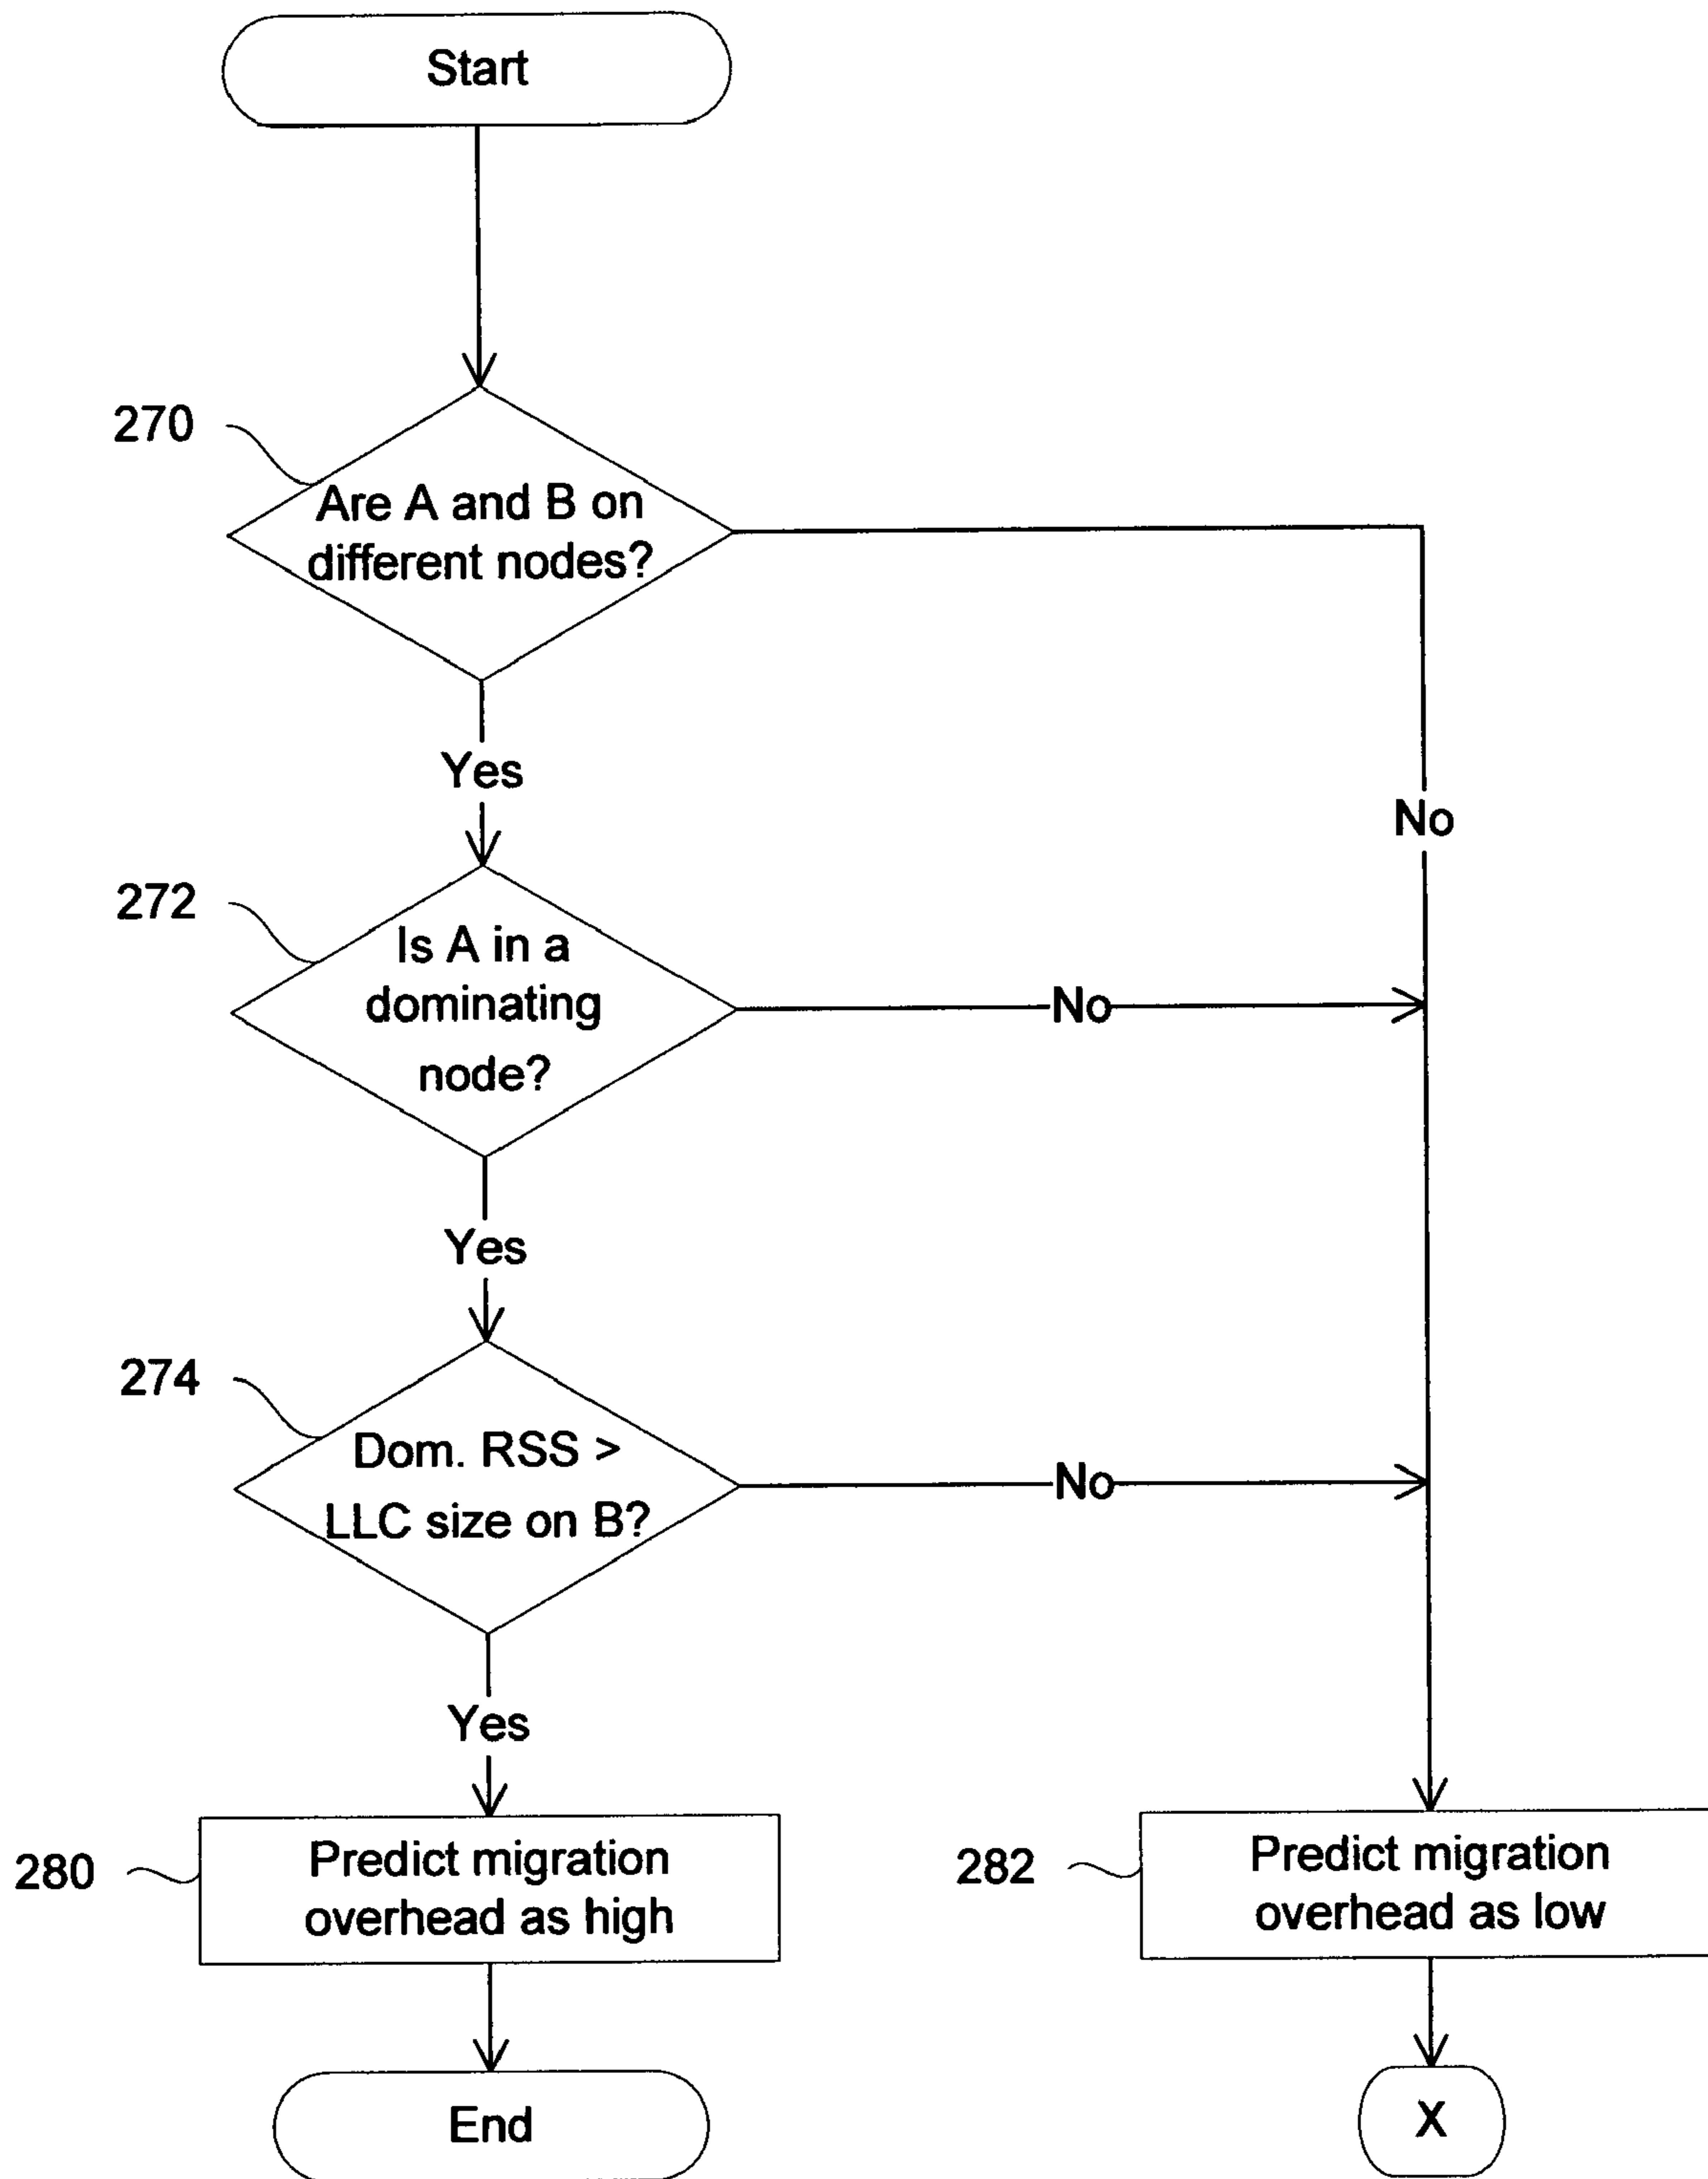 Start
270
Are A and B on
different nodes?
Yes
No
272
Is A in a
dominating
node?
No
Yes
274
Dom. RSS >
LLC size on B?
No
Yes
280
Predict migration
overhead as high
282
Predict migration
overhead as low
End
X